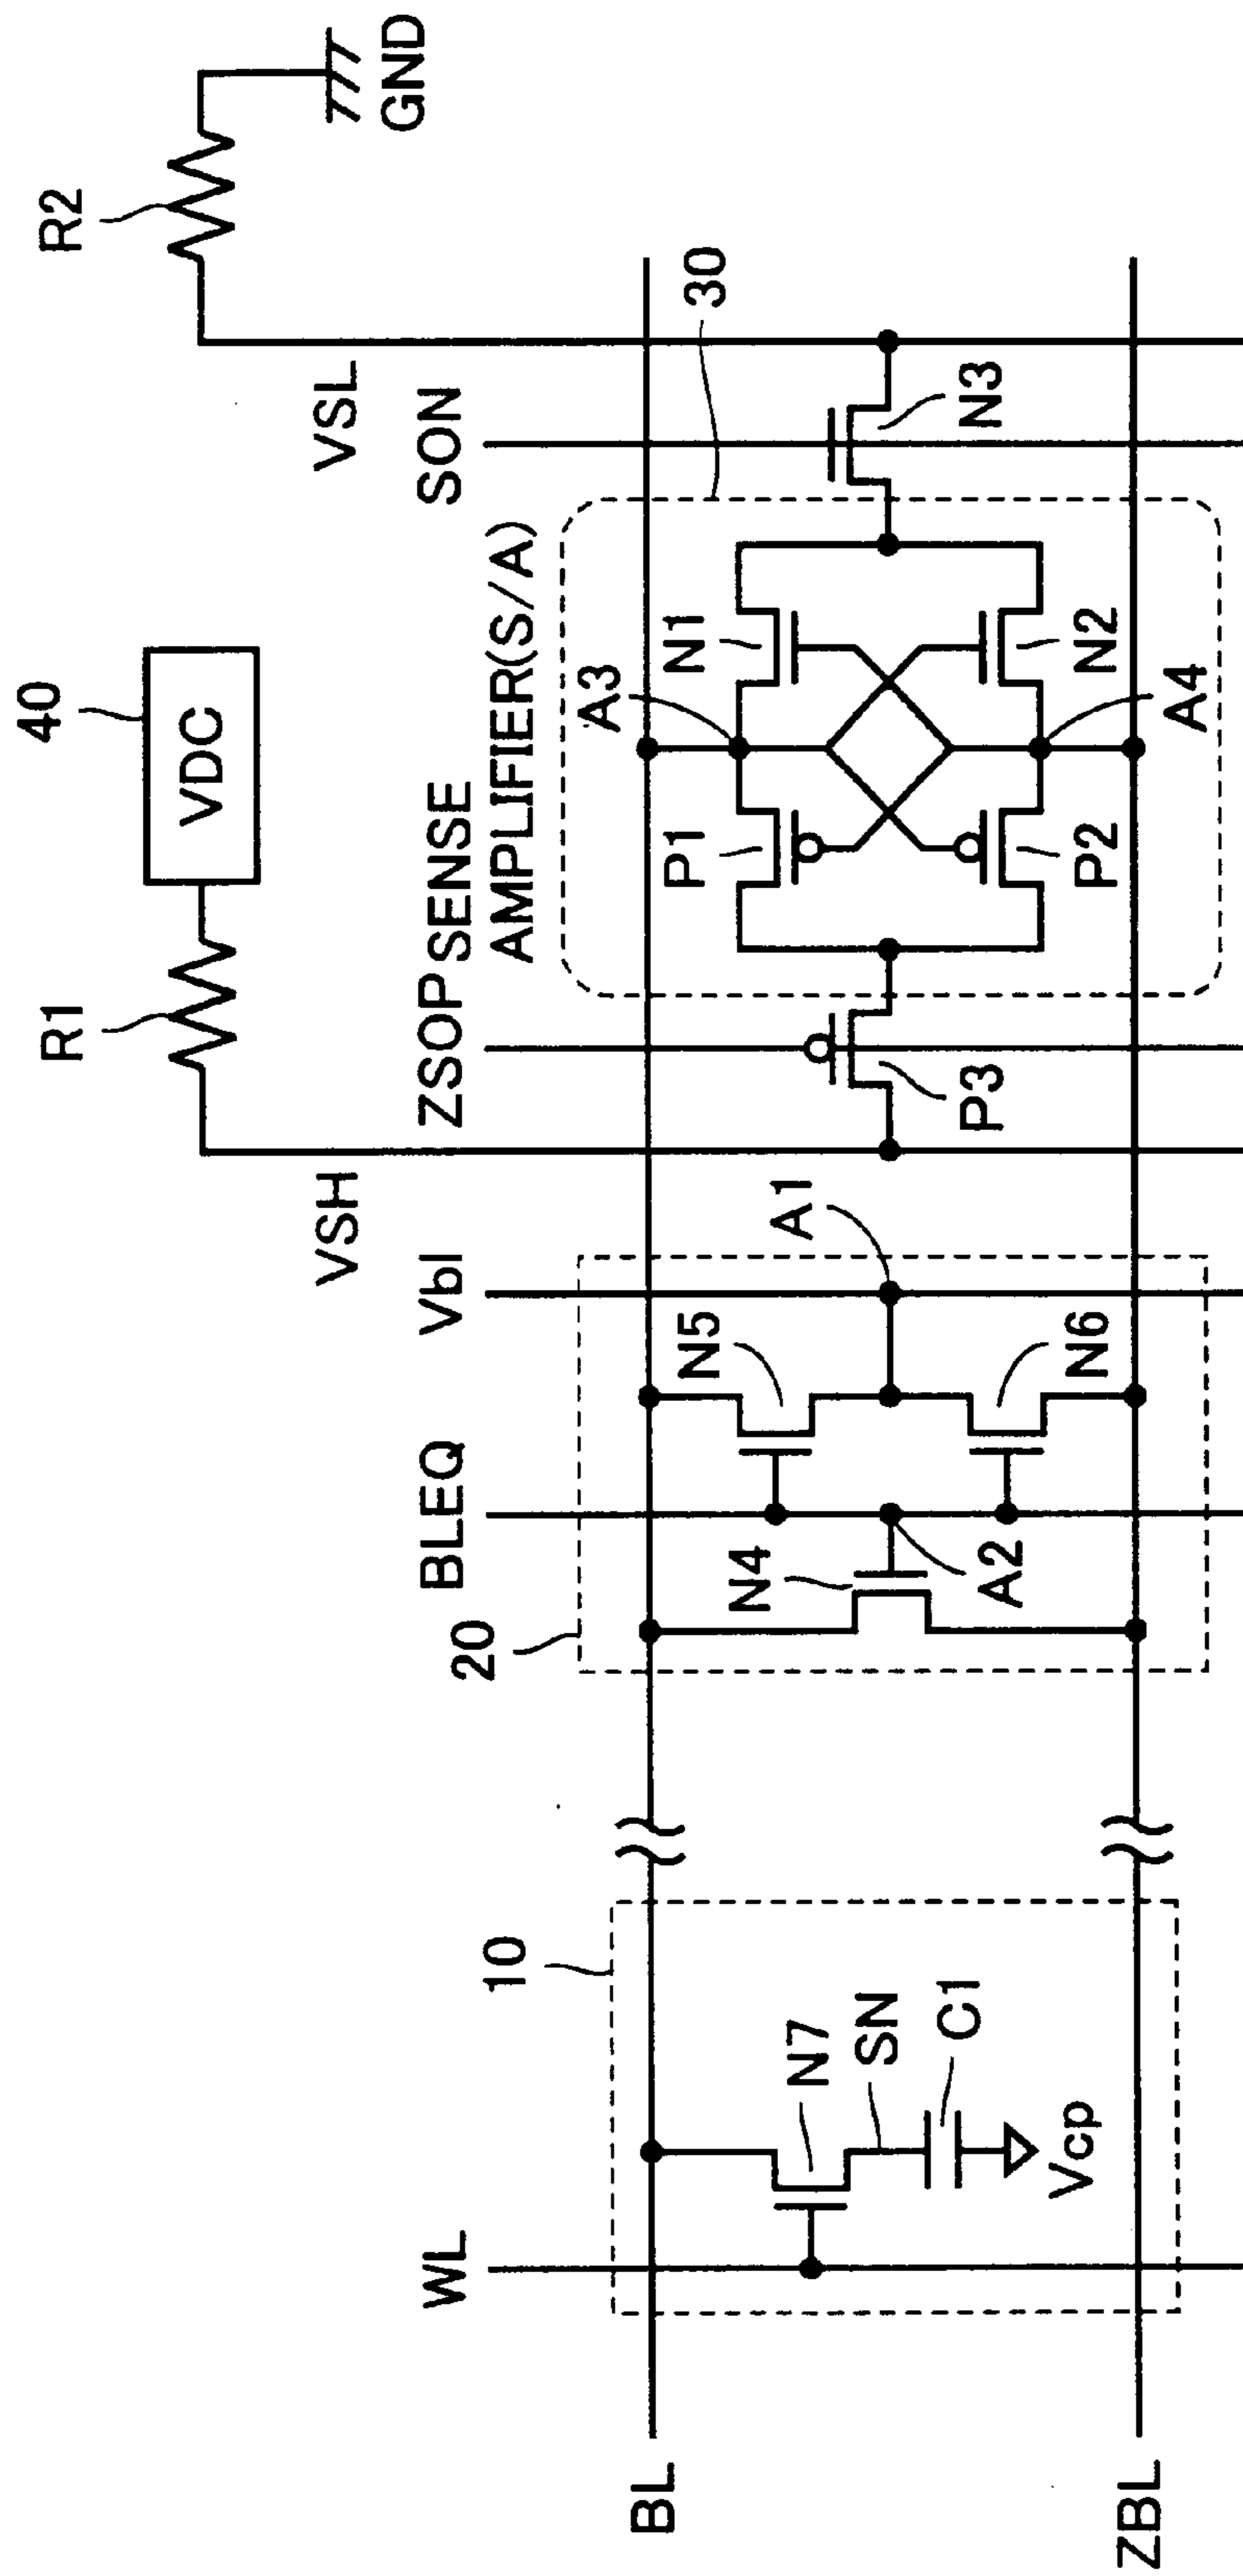 40
VDC
R1
R2
GND
VSH
VSL
WL
BLEQ
Vbl
ZSOP
SENSE
AMPLIFIER(S/A)
SON
10
20
30
BL
N7
SN
C1
Vcp
N4
A2
N5
N6
A1
P3
P1
A3
N1
P2
A4
N2
N3
ZBL